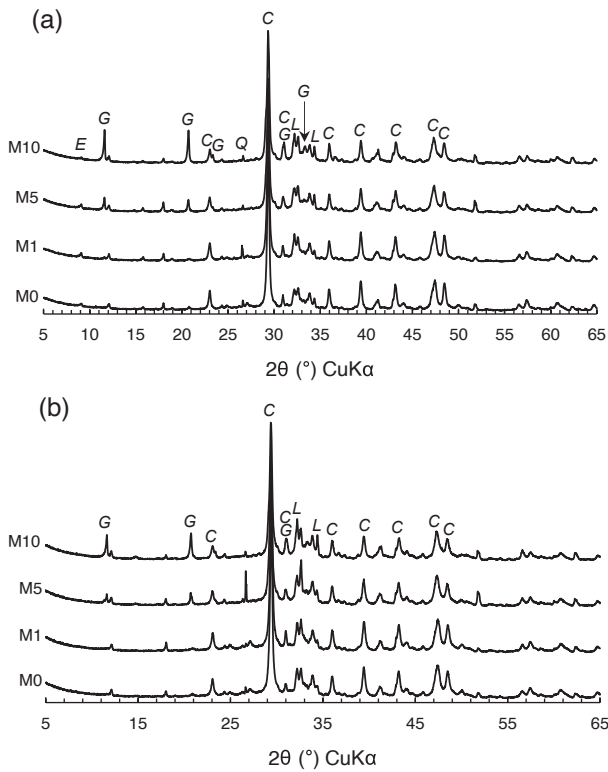 (a)
C
G G G
E C G Q C G L L C C C C C
M10
M5
M1
M0
5 10 15 20 25 30 35 40 45 50 55 60 65
2θ (°) CuKα
(b)
C
G G C C G L L C C C C C
M10
M5
M1
M0
5 15 25 35 45 55 65
2θ (°) CuKα